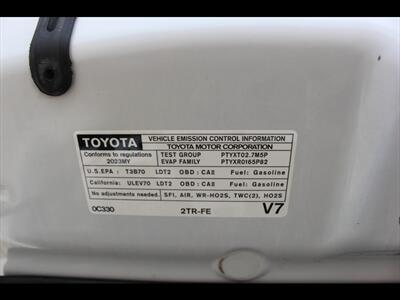 TOYOTA
VEHICLE EMISSION CONTROL INFORMATION
TOYOTA MOTOR CORPORATION
Conforms to regulations
2023MY
TEST GROUP PTYXT02.7M5P
EVAP FAMILY PTYXR0165P82
U.S.EPA : T3B70 LDT2 OBD : CAII Fuel: Gasoline
California: ULEV70 LDT2 OBD : CAII Fuel: Gasoline
No adjustments needed. SFI, AIR, WR-HO2S, TWC(2), HO2S
0C330 2TR-FE V7